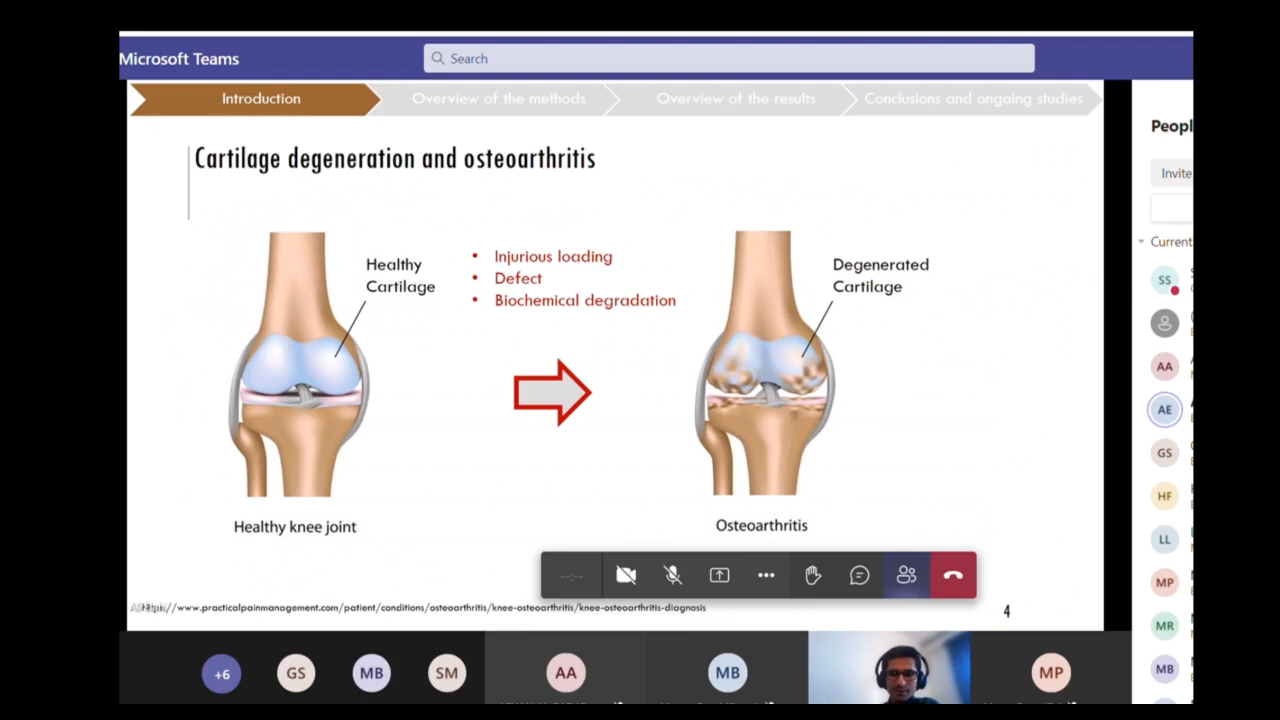 Microsoft Teams
Search
Introduction
Overview of the methods
Overview of the results
Conclusions and ongoing studies
Cartilage degeneration and osteoarthritis
Healthy
Cartilage
• Injurious loading
• Defect
• Biochemical degradation
Degenerated
Cartilage
Healthy knee joint
Osteoarthritis
--:--
//www.practicalpainmanagement.com/patient/conditions/osteoarthritis/knee-osteoarthritis/knee-osteoarthritis-diagnosis
4
Peopl
Invite
Current
SS
AA
AE
GS
HF
LL
MP
MR
MB
+6
GS
MB
SM
AA
MB
MP